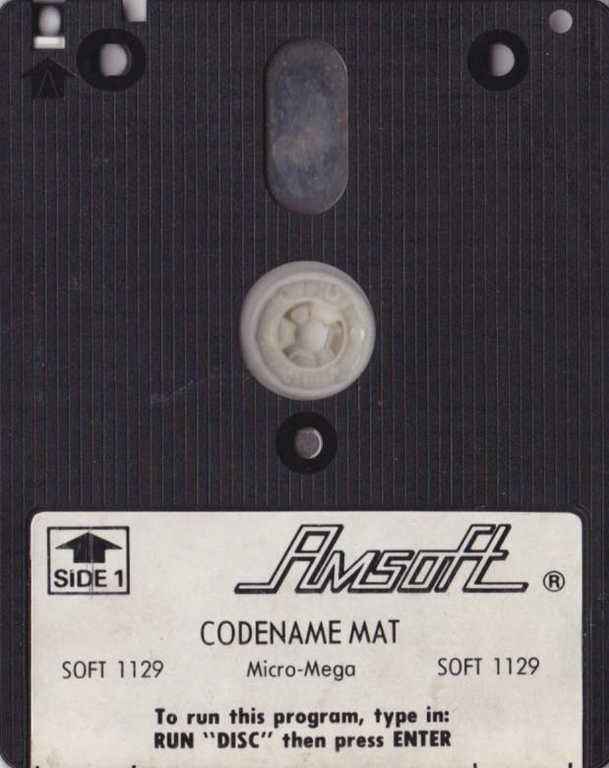 A
SIDE 1
Amsoft ®
CODENAME MAT
SOFT 1129 Micro-Mega SOFT 1129
To run this program, type in:
RUN "DISC" then press ENTER